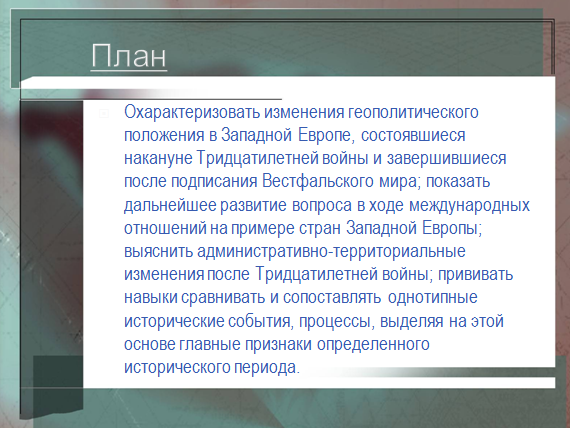 План
Охарактеризовать изменения геополитического
положения в Западной Европе, состоявшиеся
накануне Тридцатилетней войны и завершившиеся
после подписания Вестфальского мира; показать
дальнейшее развитие вопроса в ходе международных
отношений на примере стран Западной Европы;
выяснить административно-территориальные
изменения после Тридцатилетней войны; прививать
навыки сравнивать и сопоставлять однотипные
исторические события, процессы, выделяя на этой
основе главные признаки определенного
исторического периода.